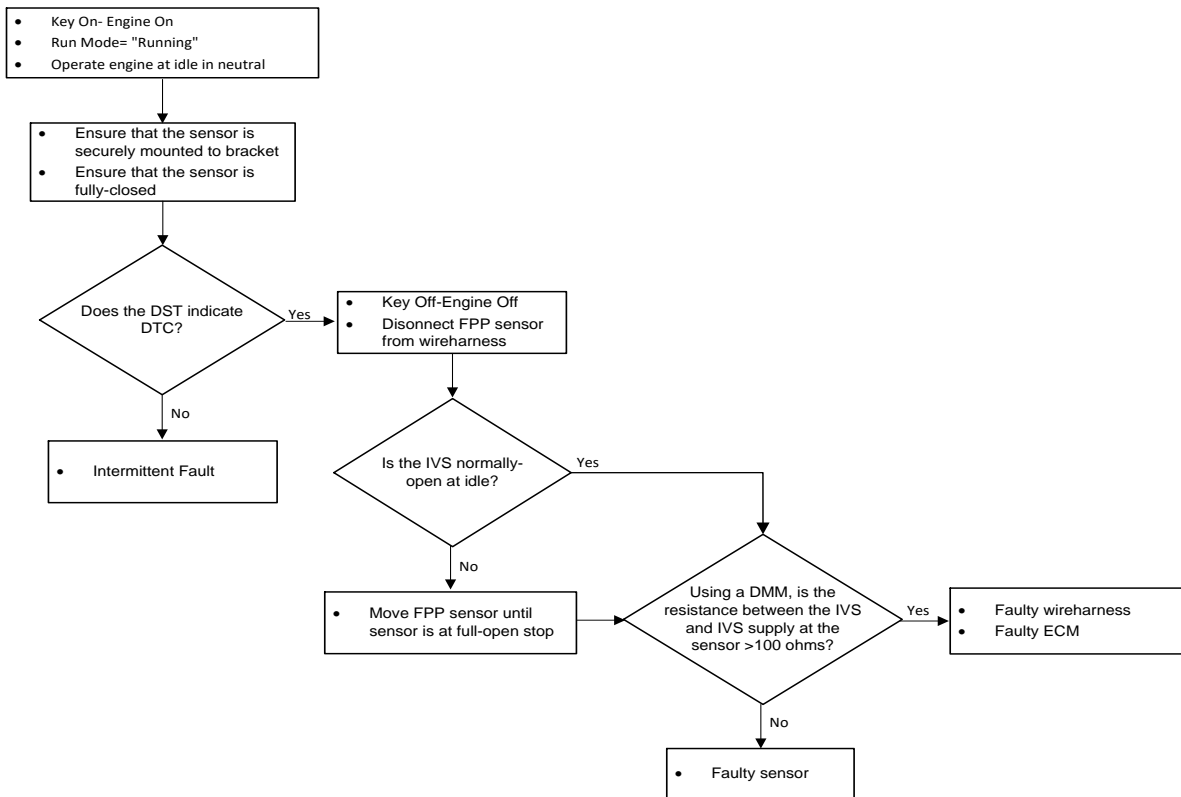 • Key On- Engine On
• Run Mode= "Running"
• Operate engine at idle in neutral
• Ensure that the sensor is
securely mounted to bracket
• Ensure that the sensor is
fully-closed
Does the DST indicate
DTC?
Yes
No
• Intermittent Fault
• Key Off-Engine Off
• Disonnect FPP sensor
from wireharness
Is the IVS normally-
open at idle?
Yes
No
• Move FPP sensor until
sensor is at full-open stop
Using a DMM, is the
resistance between the IVS
and IVS supply at the
sensor >100 ohms?
Yes
No
• Faulty wireharness
• Faulty ECM
• Faulty sensor